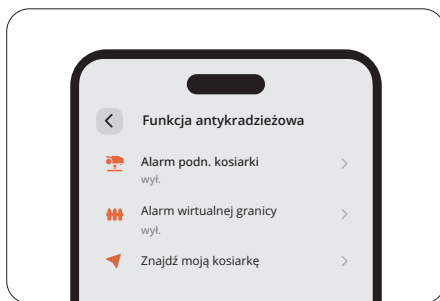 Funkcja antykradzieżowa
Alarm podn. kosiarki
wył.
Alarm wirtualnej granicy
wył.
Znajdź moją kosiarkę